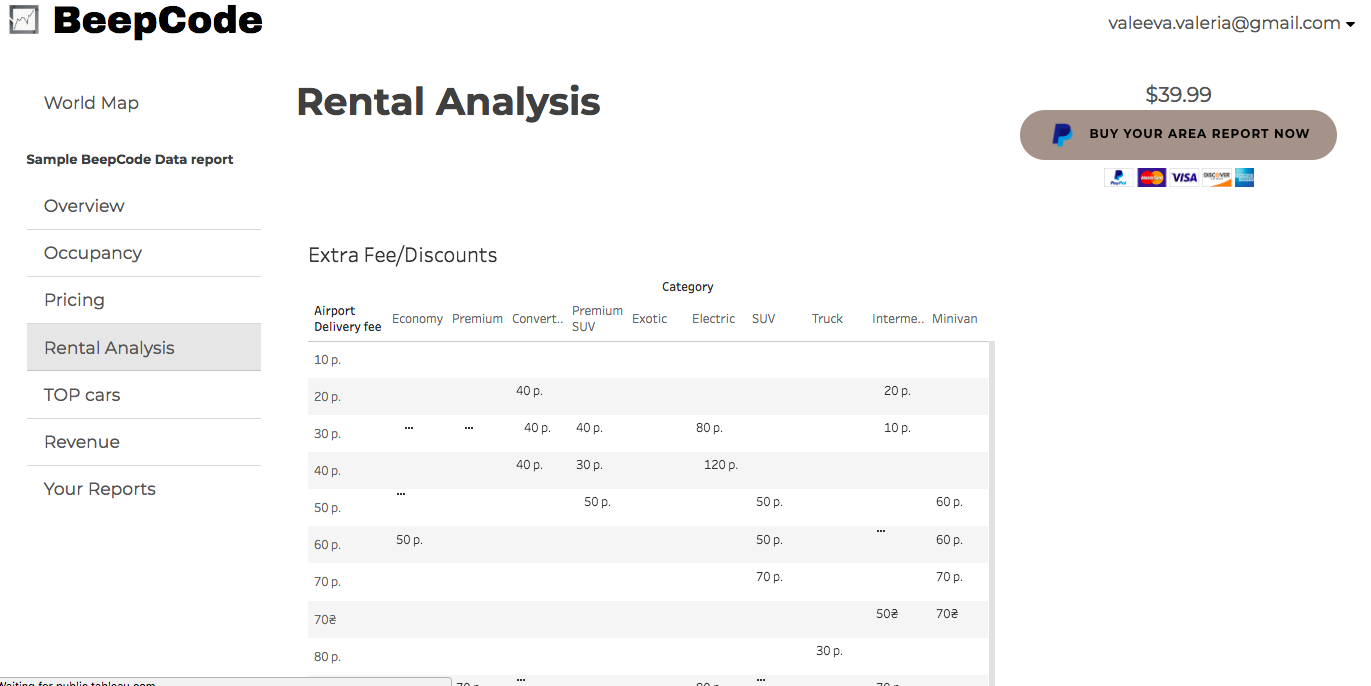 BeepCode
valeeva.valeria@gmail.com
World Map
Sample BeepCode Data report
Overview
Occupancy
Pricing
Rental Analysis
TOP cars
Revenue
Your Reports
Rental Analysis
$39.99
BUY YOUR AREA REPORT NOW
PayPal MasterCard VISA DISCOVER
Extra Fee/Discounts
Category
Airport
Delivery fee
Economy Premium Convert.. Premium SUV Exotic Electric SUV Truck Interme.. Minivan
10 р.
20 р. 40 р. 20 р.
30 р. ... ... 40 р. 40 р. 80 р. 10 р.
40 р. 40 р. 30 р. 120 р.
50 р. ... 50 р. 50 р. 60 р.
60 р. 50 р. 50 р. ... 60 р.
70 р. 70 р. 70 р.
70₴ 50₴ 70₴
80 р. 30 р.
... ...
Waiting for public.tableau.com